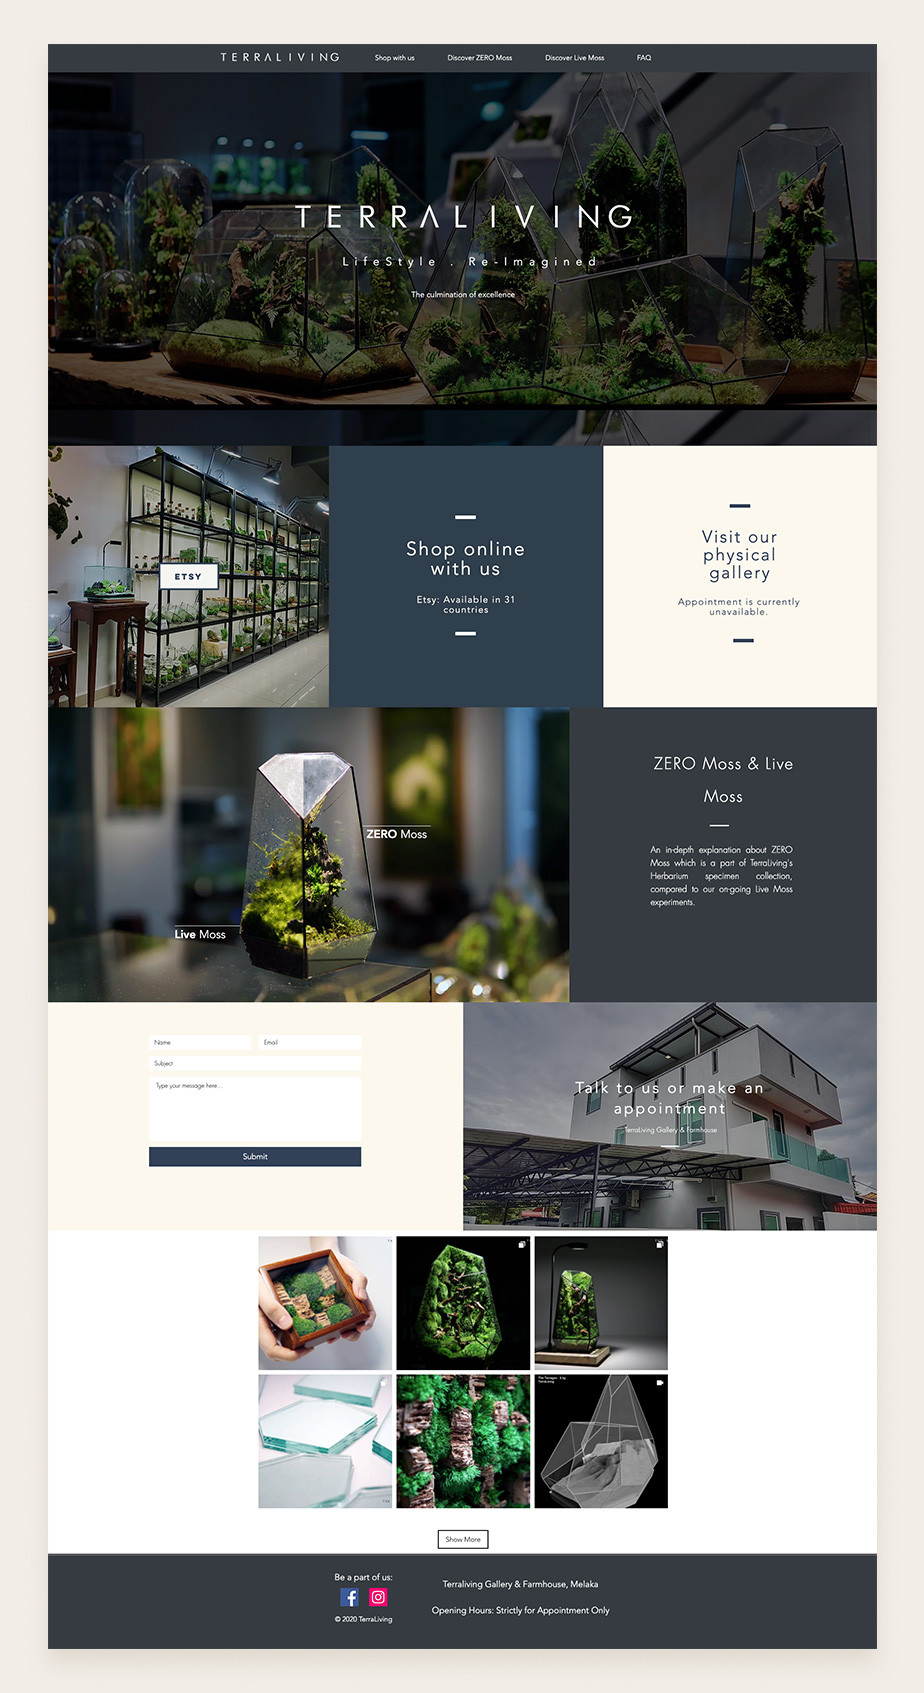 TERRALIVING
Shop with us
Discover ZERO Moss
Discover Live Moss
FAQ
TERRALIVING
LifeStyle . Re-Imagined
The culmination of excellence
ETSY
Shop online
with us
Etsy: Available in 31
countries
Visit our
physical
gallery
Appointment is currently
unavailable.
ZERO Moss
Live Moss
ZERO Moss & Live
Moss
An in-depth explanation about ZERO
Moss which is a part of TerraLiving's
Herbarium specimen collection,
compared to our on-going Live Moss
experiments.
Name
Email
Subject
Type your message here...
Submit
Talk to us or make an
appointment
TerraLiving Gallery & Farmhouse
Show More
Be a part of us:
© 2020 TerraLiving
Terraliving Gallery & Farmhouse, Melaka
Opening Hours: Strictly for Appointment Only